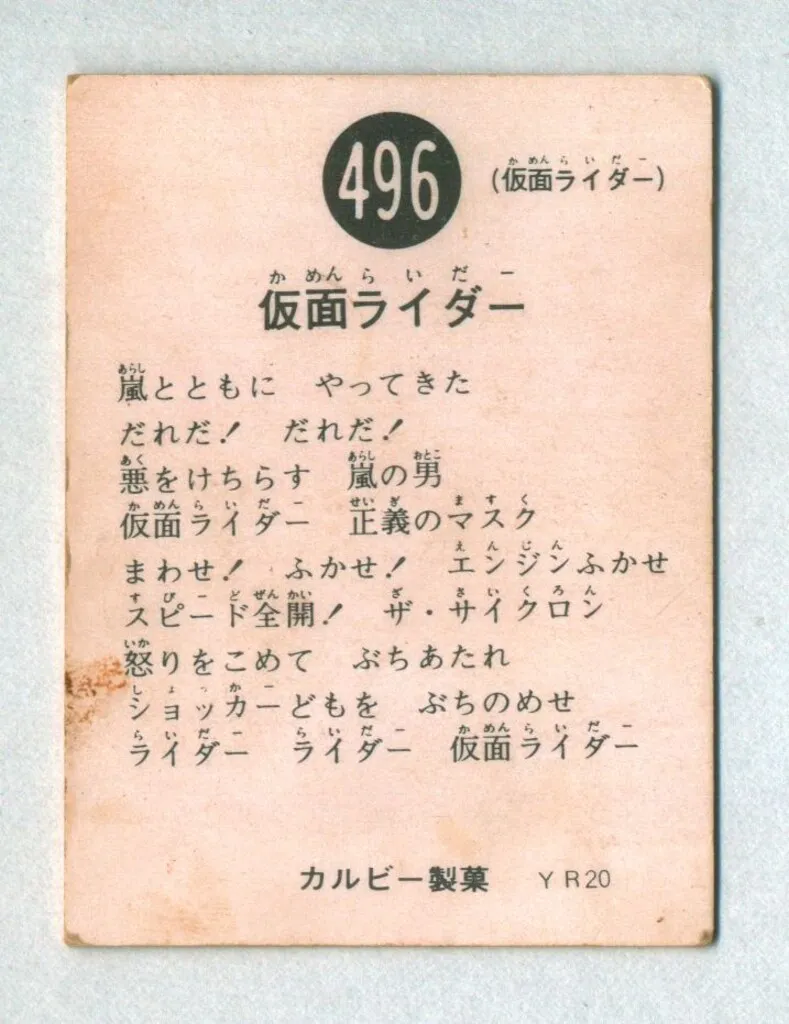 496 (仮面ライダー)
仮面ライダー
嵐とともに　やってきた
だれだ!　だれだ!
悪をけちらす　嵐の男
仮面ライダー　正義のマスク
まわせ!　ふかせ!　エンジンふかせ
スピード全開!　ザ・サイクロン
怒りをこめて　ぶちあたれ
ショッカーどもを　ぶちのめせ
ライダー　ライダー　仮面ライダー
カルビー製菓　YR20